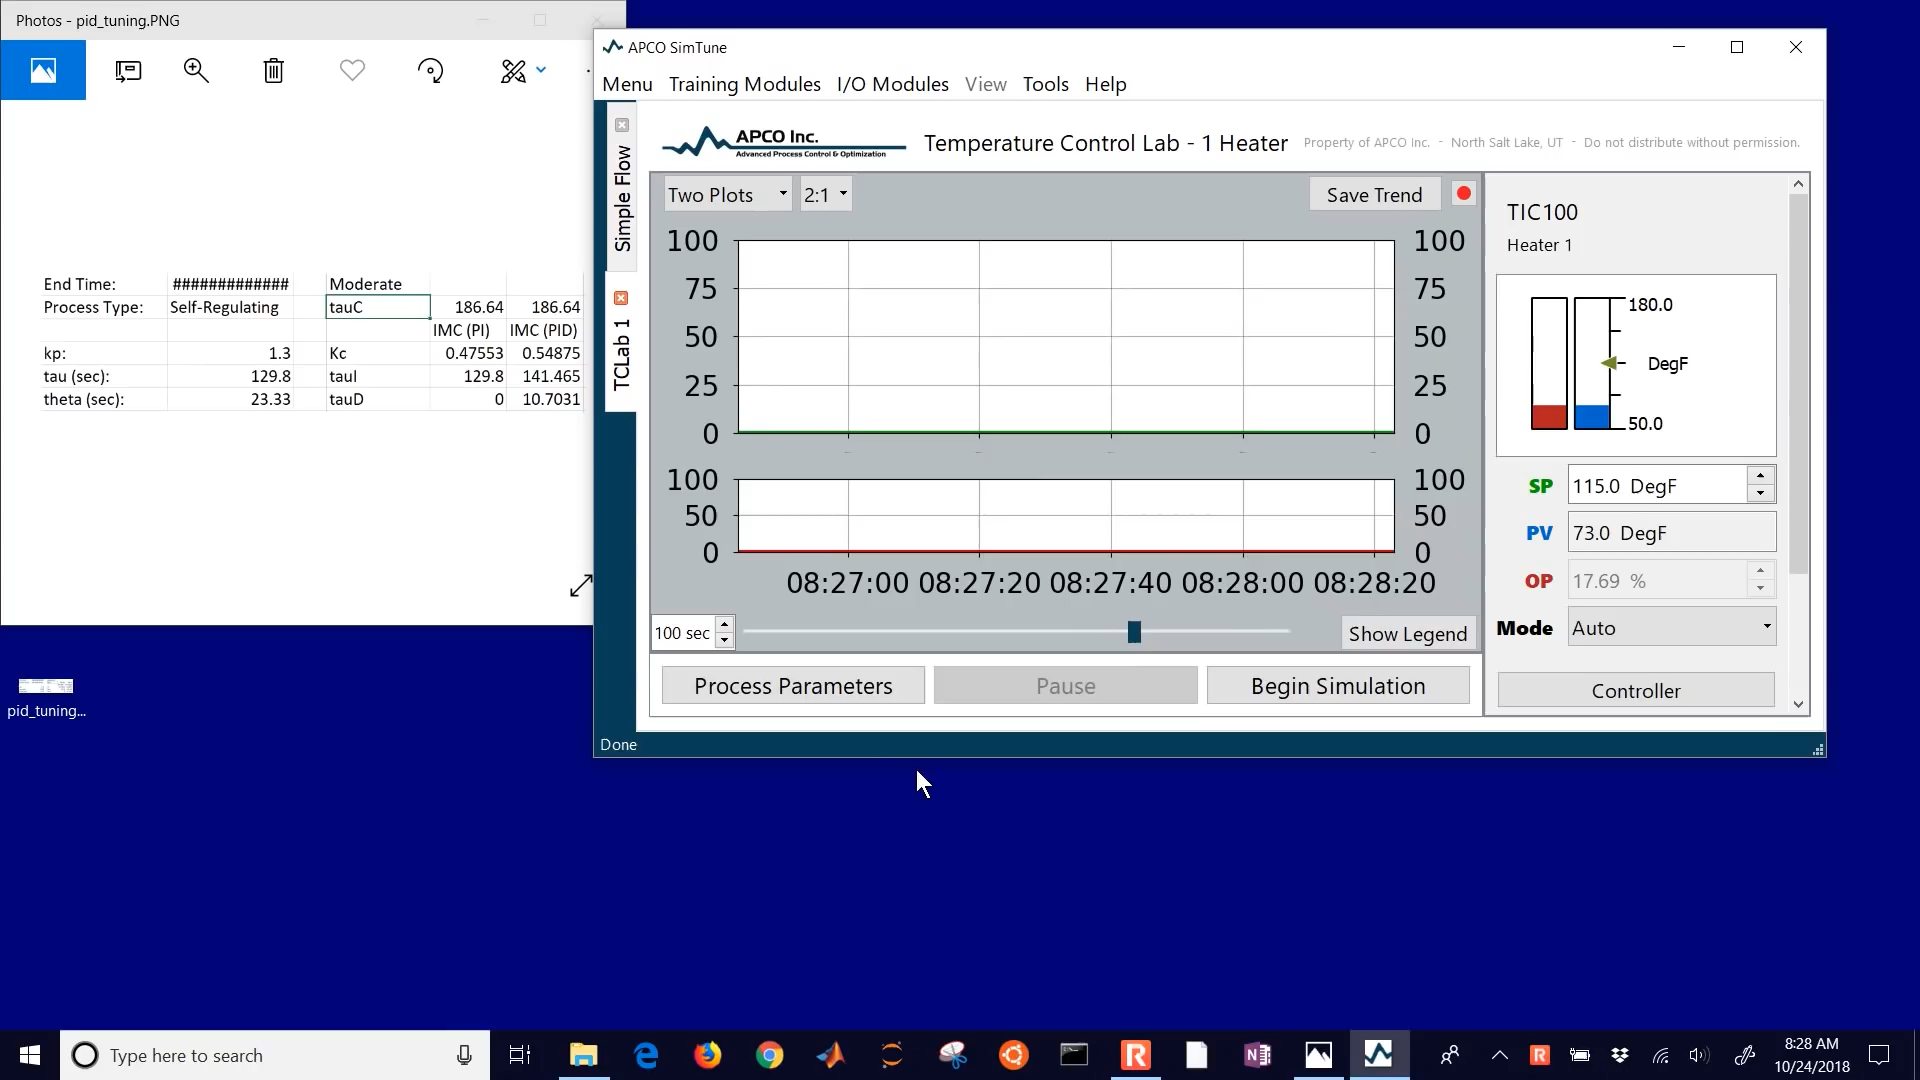 Photos - pid_tuning.PNG
End Time: ############# Moderate
Process Type: Self-Regulating tauC 186.64 186.64
IMC (PI) IMC (PID)
kp: 1.3 Kc 0.47553 0.54875
tau (sec): 129.8 tauI 129.8 141.465
theta (sec): 23.33 tauD 0 10.7031
pid_tuning...
APCO SimTune
Menu Training Modules I/O Modules View Tools Help
Simple Flow
TCLab 1
APCO Inc.
Advanced Process Control & Optimization
Temperature Control Lab - 1 Heater
Property of APCO Inc. - North Salt Lake, UT - Do not distribute without permission.
Two Plots 2:1 Save Trend
100 100
75 75
50 50
25 25
0 0
100 100
50 50
0 0
08:27:00 08:27:20 08:27:40 08:28:00 08:28:20
100 sec Show Legend
Process Parameters Pause Begin Simulation
TIC100
Heater 1
180.0
DegF
50.0
SP 115.0 DegF
PV 73.0 DegF
OP 17.69 %
Mode Auto
Controller
Done
Type here to search
8:28 AM
10/24/2018